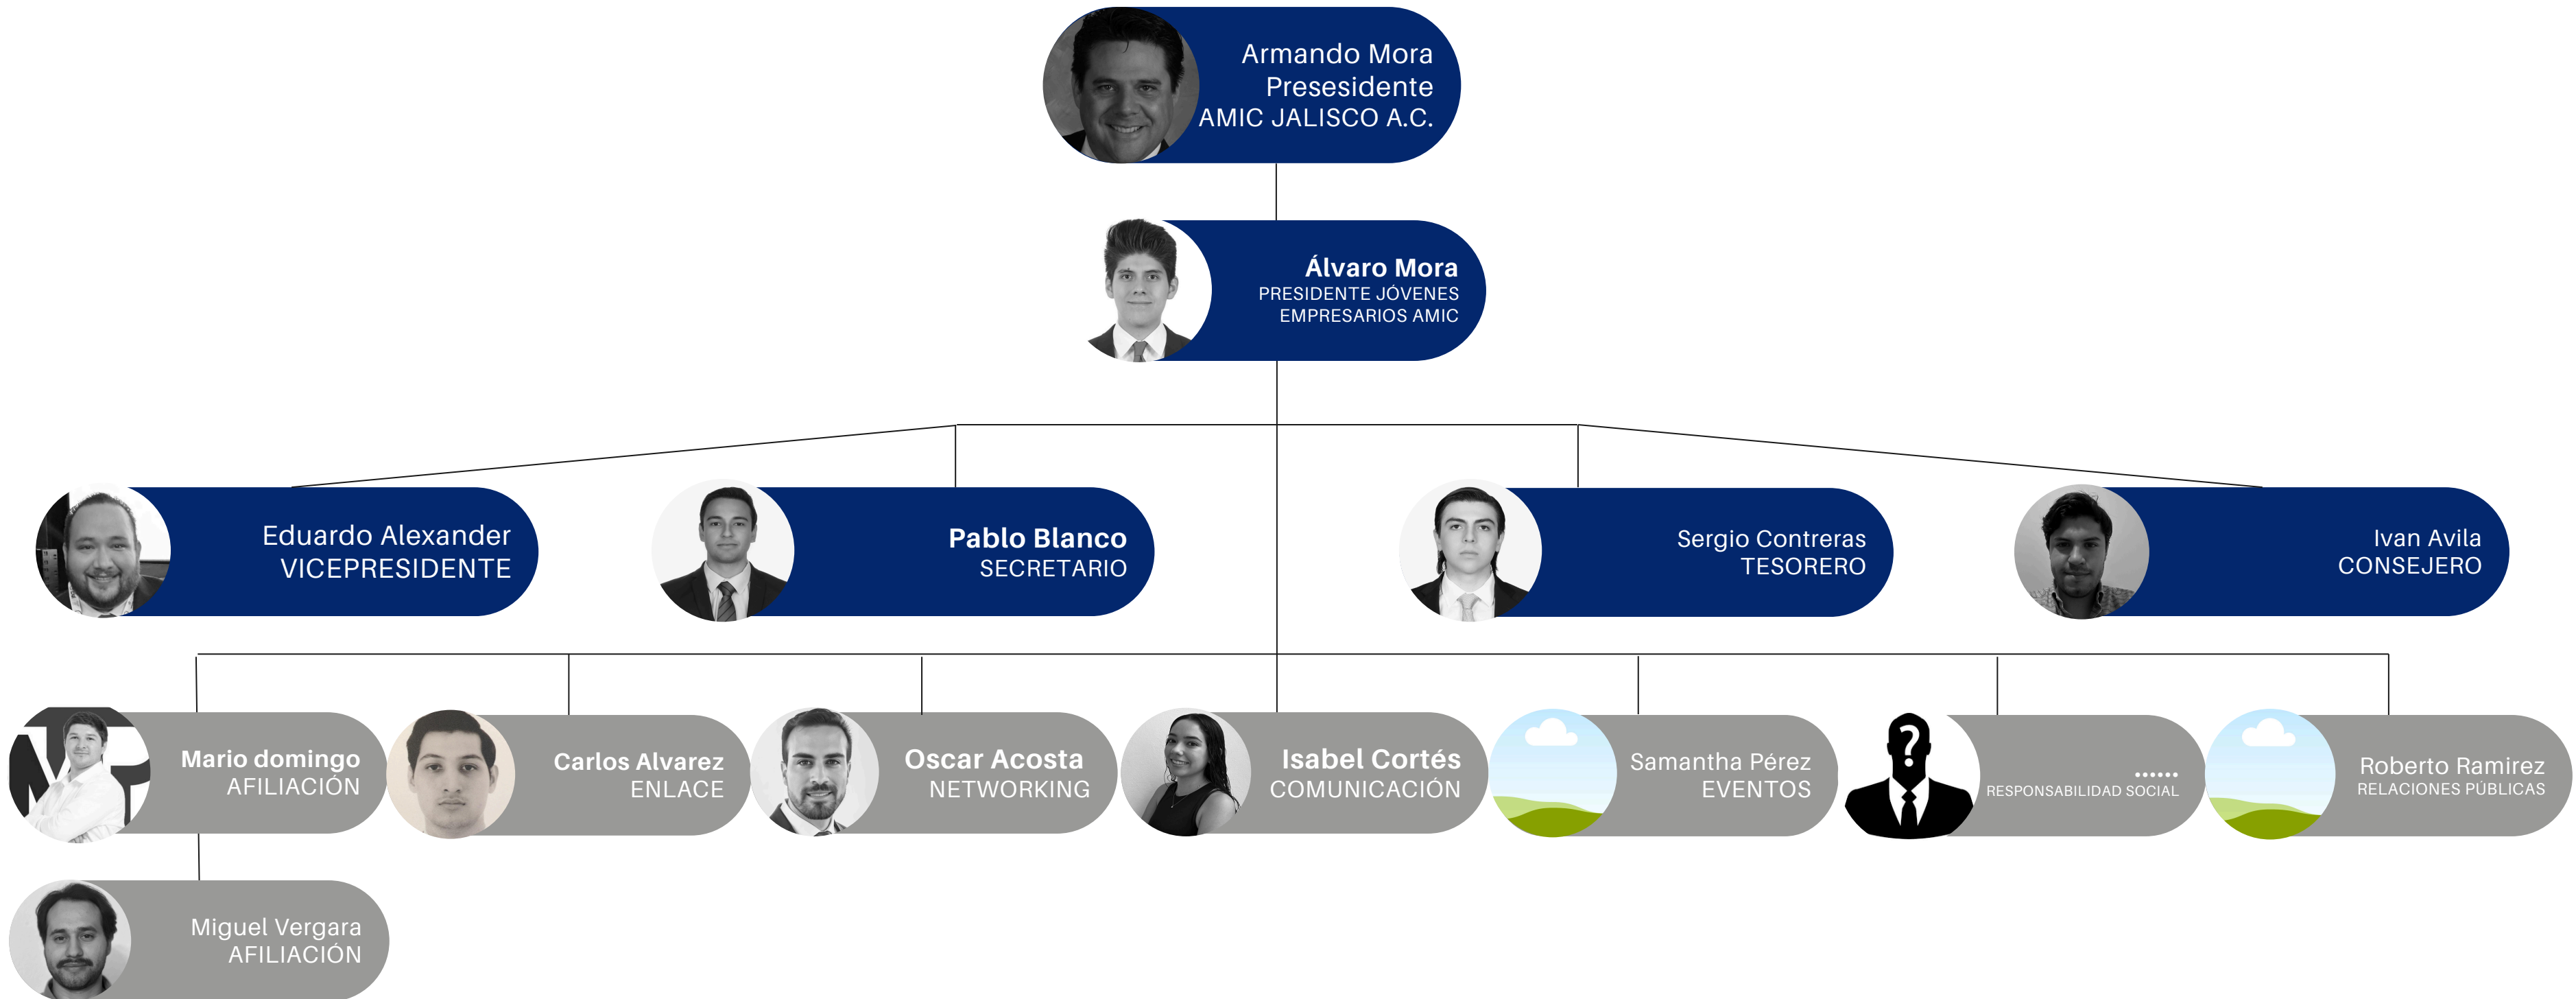 Armando Mora
Presesidente
AMIC JALISCO A.C.
Álvaro Mora
PRESIDENTE JÓVENES
EMPRESARIOS AMIC
Eduardo Alexander
VICEPRESIDENTE
Pablo Blanco
SECRETARIO
Sergio Contreras
TESORERO
Ivan Avila
CONSEJERO
Mario domingo
AFILIACIÓN
Carlos Alvarez
ENLACE
Oscar Acosta
NETWORKING
Isabel Cortés
COMUNICACIÓN
Samantha Pérez
EVENTOS
......
RESPONSABILIDAD SOCIAL
Roberto Ramirez
RELACIONES PÚBLICAS
Miguel Vergara
AFILIACIÓN